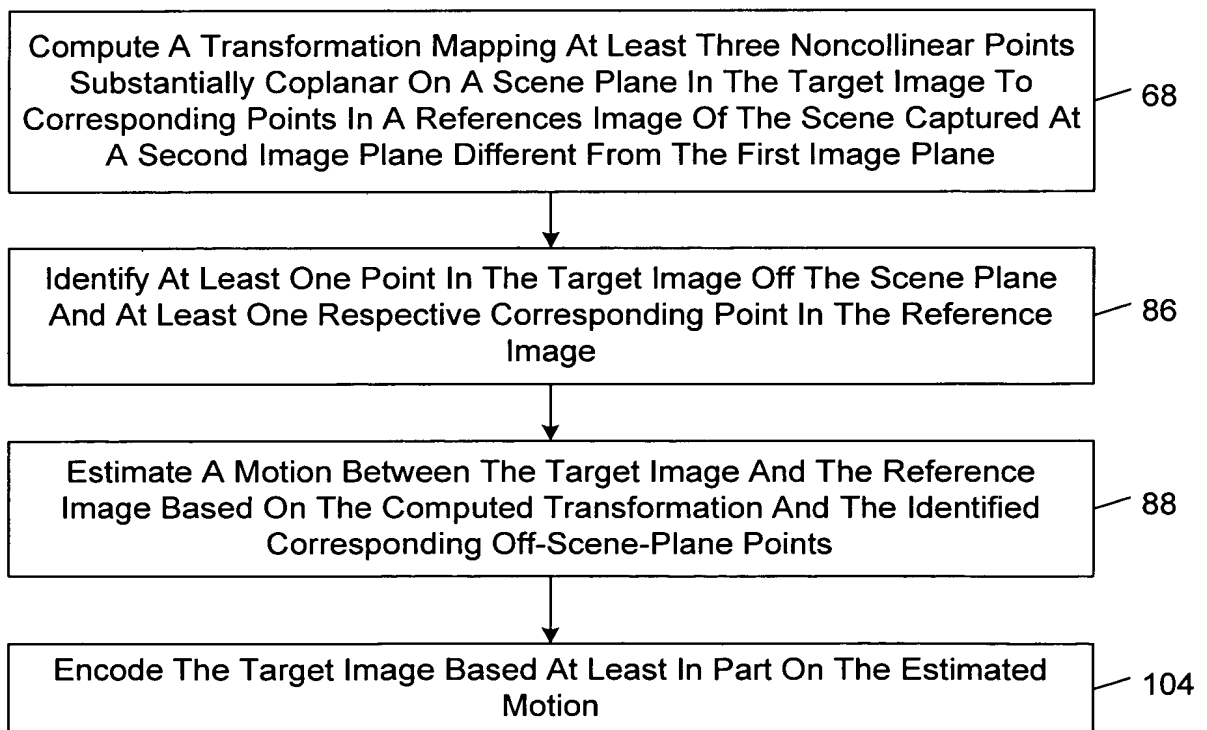 Compute A Transformation Mapping At Least Three Noncollinear Points
Substantially Coplanar On A Scene Plane In The Target Image To
Corresponding Points In A References Image Of The Scene Captured At
A Second Image Plane Different From The First Image Plane
68
Identify At Least One Point In The Target Image Off The Scene Plane
And At Least One Respective Corresponding Point In The Reference
Image
86
Estimate A Motion Between The Target Image And The Reference
Image Based On The Computed Transformation And The Identified
Corresponding Off-Scene-Plane Points
88
Encode The Target Image Based At Least In Part On The Estimated
Motion
104